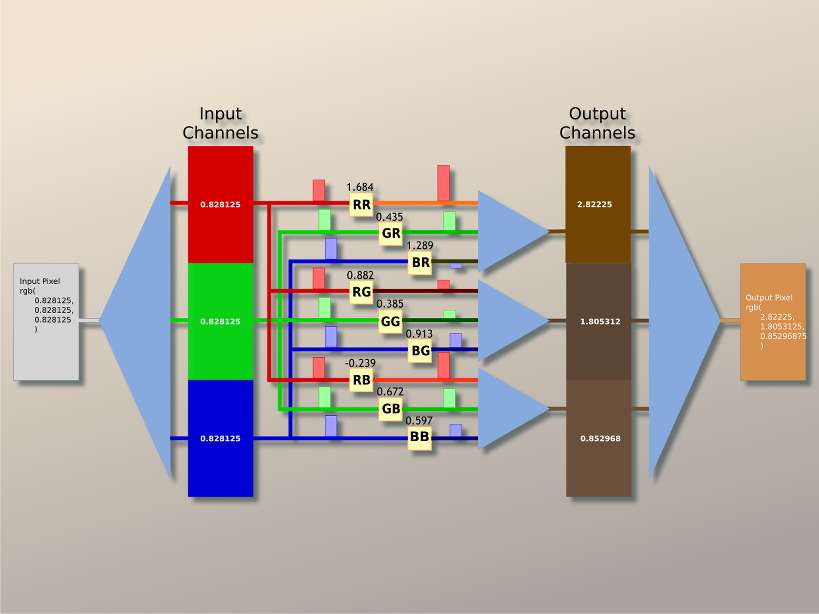 Input
Channels
Output
Channels
Input Pixel
rgb(
0.828125,
0.828125,
0.828125
)
0.828125
0.828125
0.828125
1.684
RR
0.435
GR
1.289
BR
0.882
RG
0.385
GG
0.913
BG
-0.239
RB
0.672
GB
0.597
BB
2.82225
1.805312
0.852968
Output Pixel
rgb(
2.82225,
1.8053125,
0.85296875
)